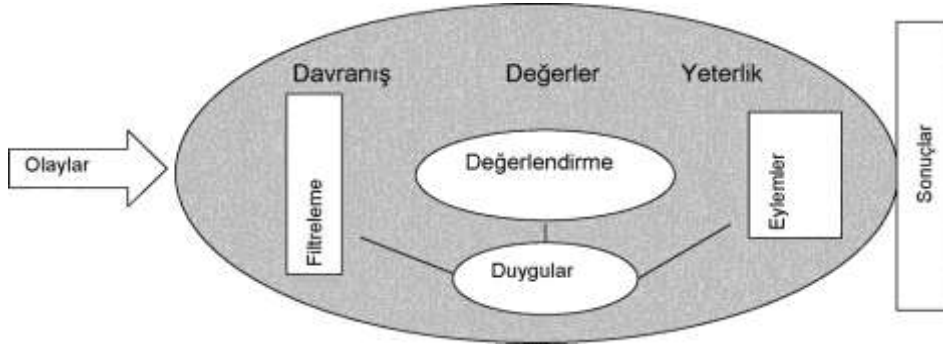 Davranış
Değerler
Yeterlik
Olaylar
Filtreleme
Değerlendirme
Duygular
Eylemler
Sonuçlar